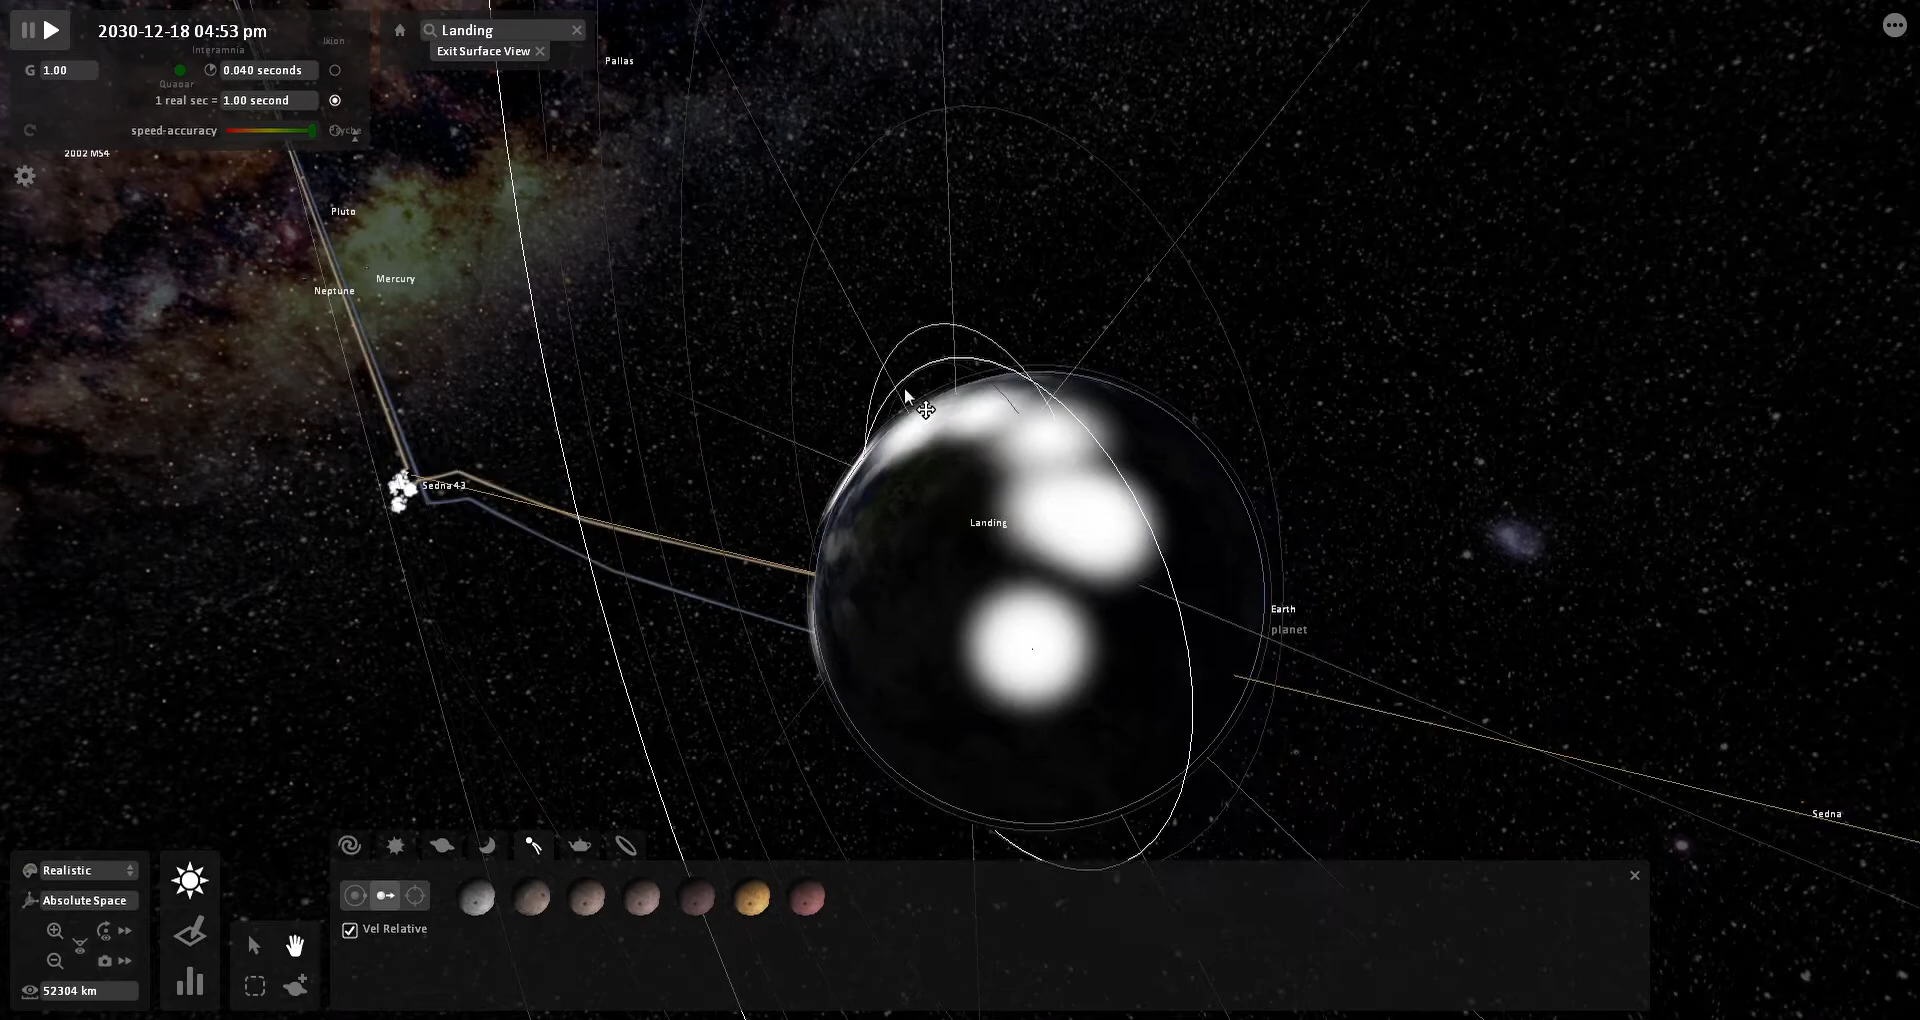 2030-12-18 04:53 pm
Landing
Exit Surface View
Ixion
Interamnia
Pallas
G 1.00
0.040 seconds
Quaoar
1 real sec = 1.00 second
speed-accuracy
Psyche
2002 MS4
Pluto
Mercury
Neptune
Sedna 43
Landing
Earth
planet
Sedna
Realistic
Absolute Space
Vel Relative
52304 km